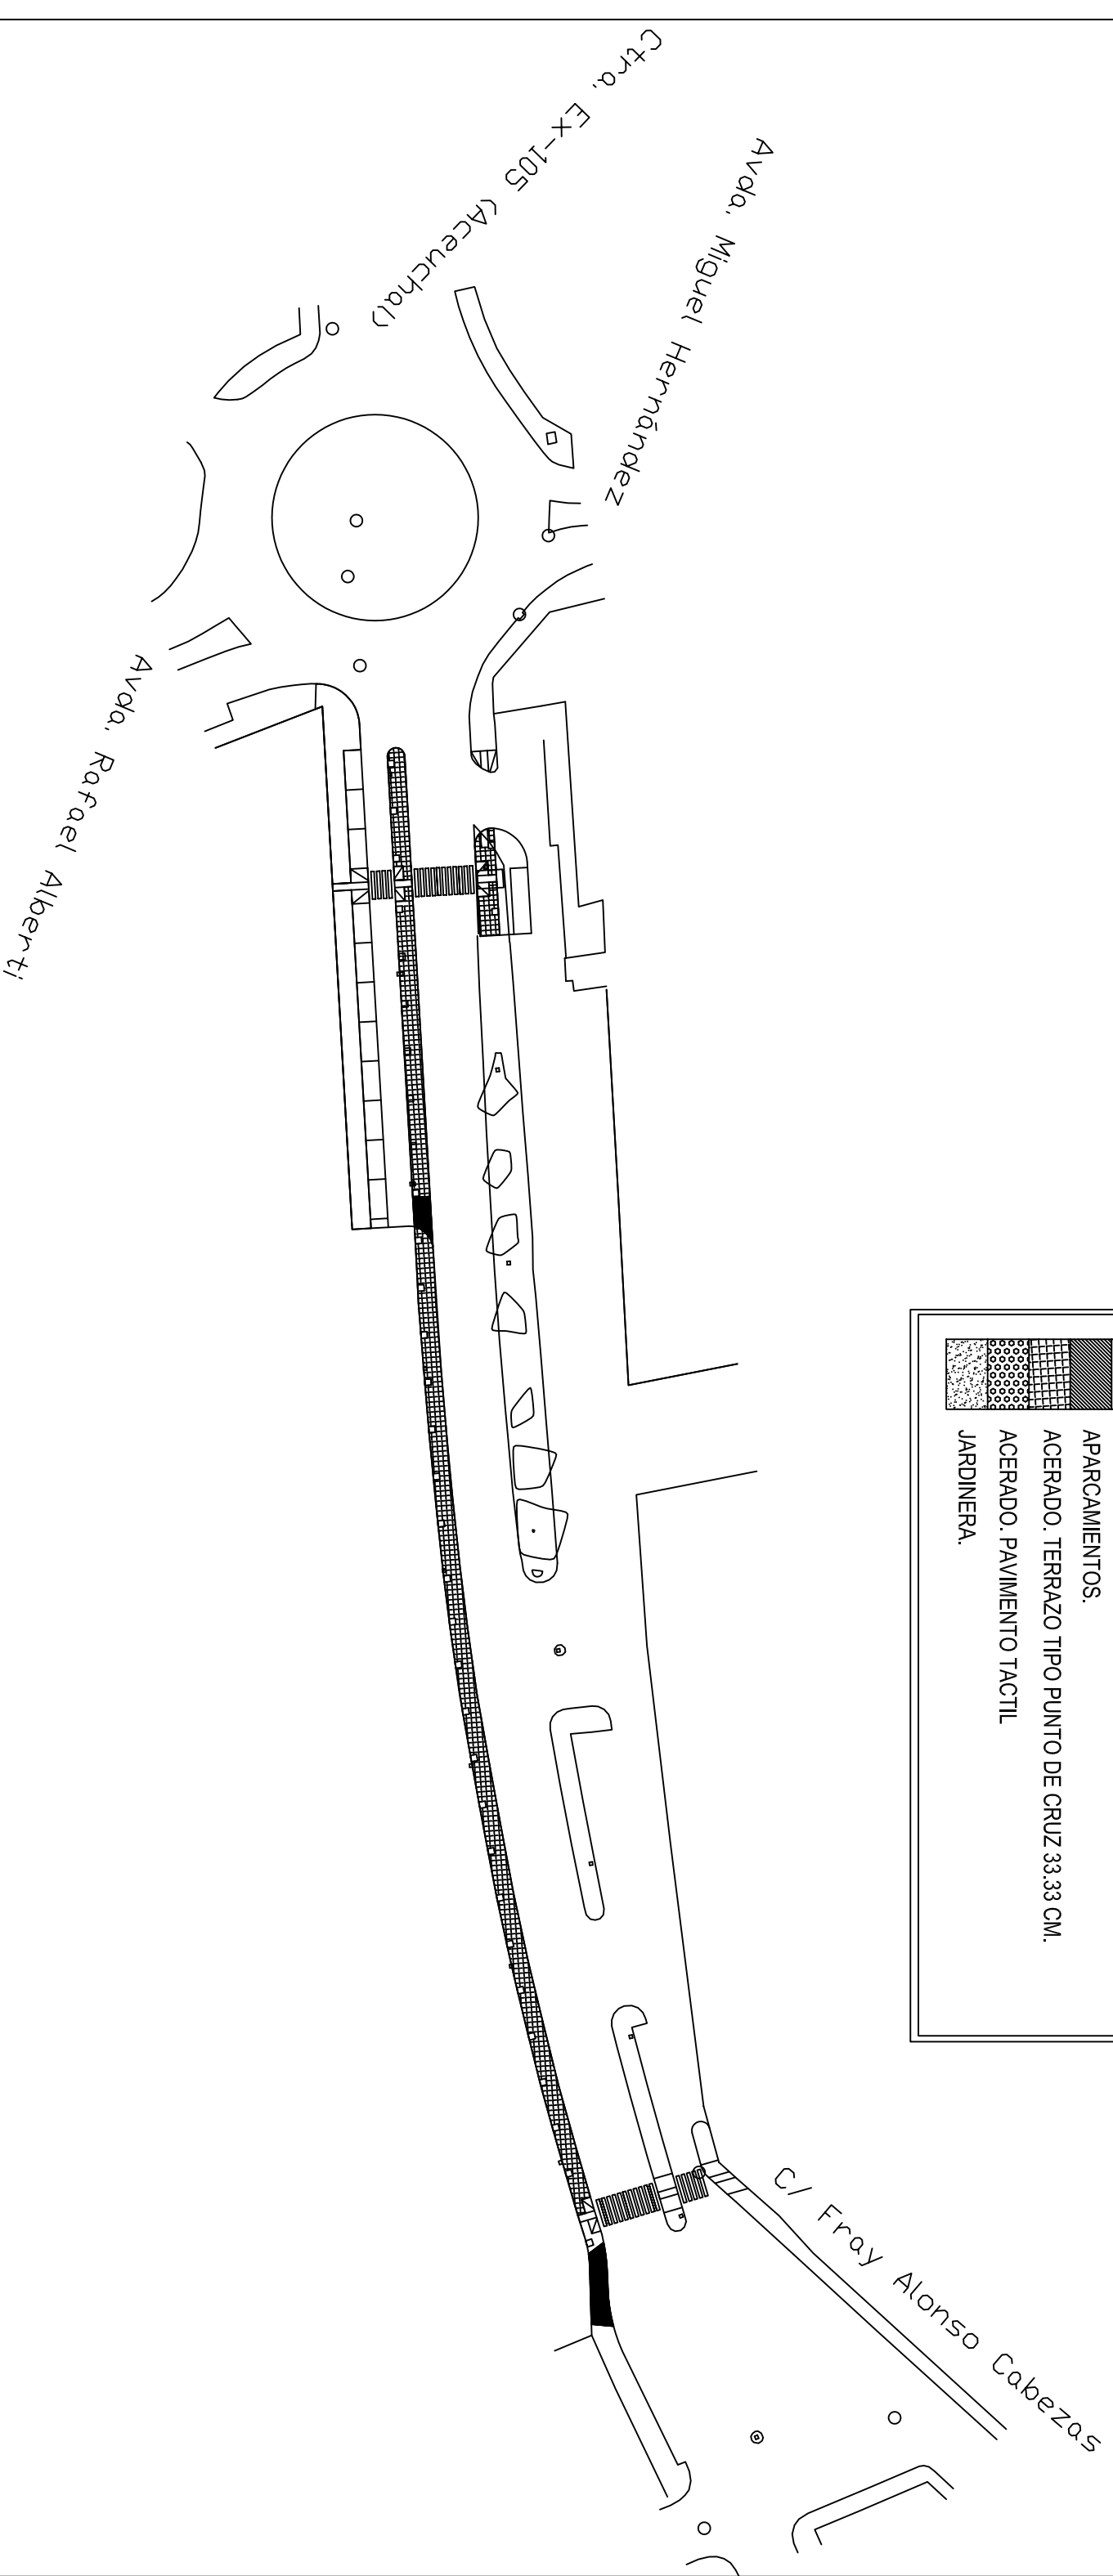 Ctra. Ex-105 (Aceuchal)
Avda. Miguel Hernández
Avda. Rafael Alberti
APARCAMIENTOS.
ACERADO. TERRAZO TIPO PUNTO DE CRUZ 33.33 CM.
ACERADO. PAVIMENTO TACTIL
JARDINERA.
C/ Fray Alonso Cabezas